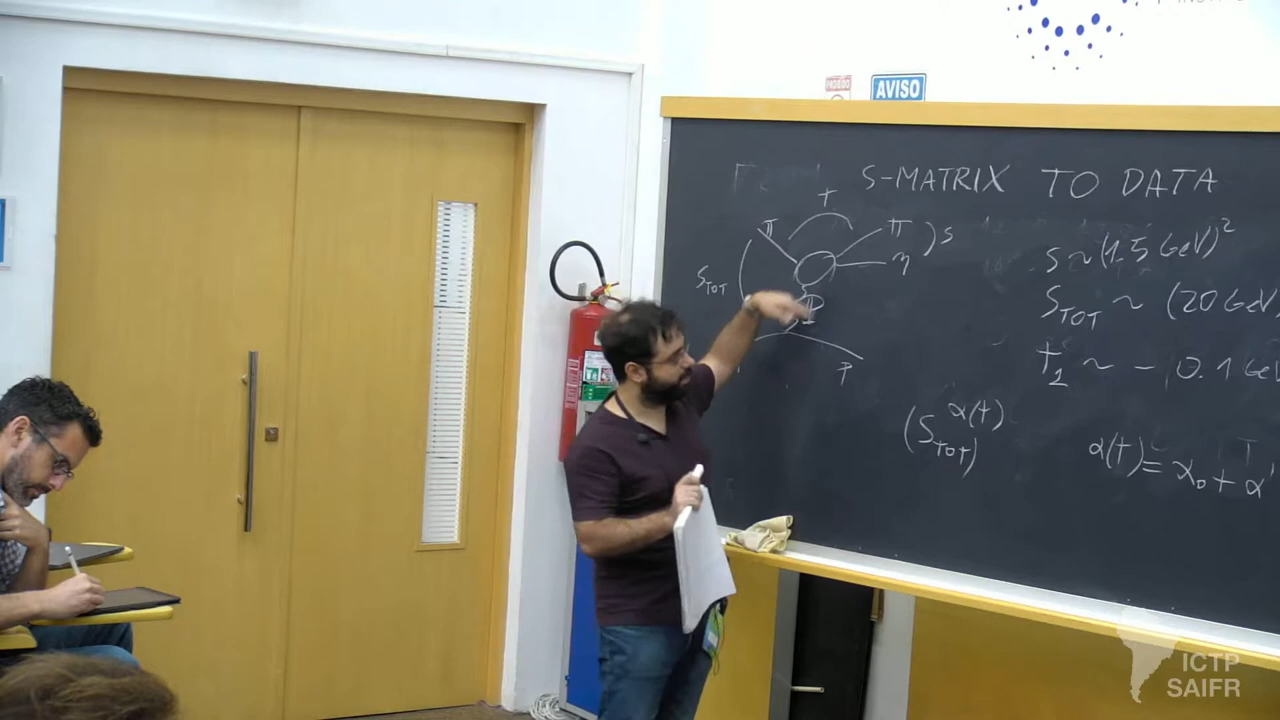 AVISO
S-MATRIX TO DATA
t
π π ) s
η
S_TOT
P
p
s ~ (1.5 GeV)²
S_TOT ~ (20 GeV)
t₂ ~ - 0.1 GeV
(S_TOT)^α(t)
α(t) = α₀ + α'
ICTP
SAIFR